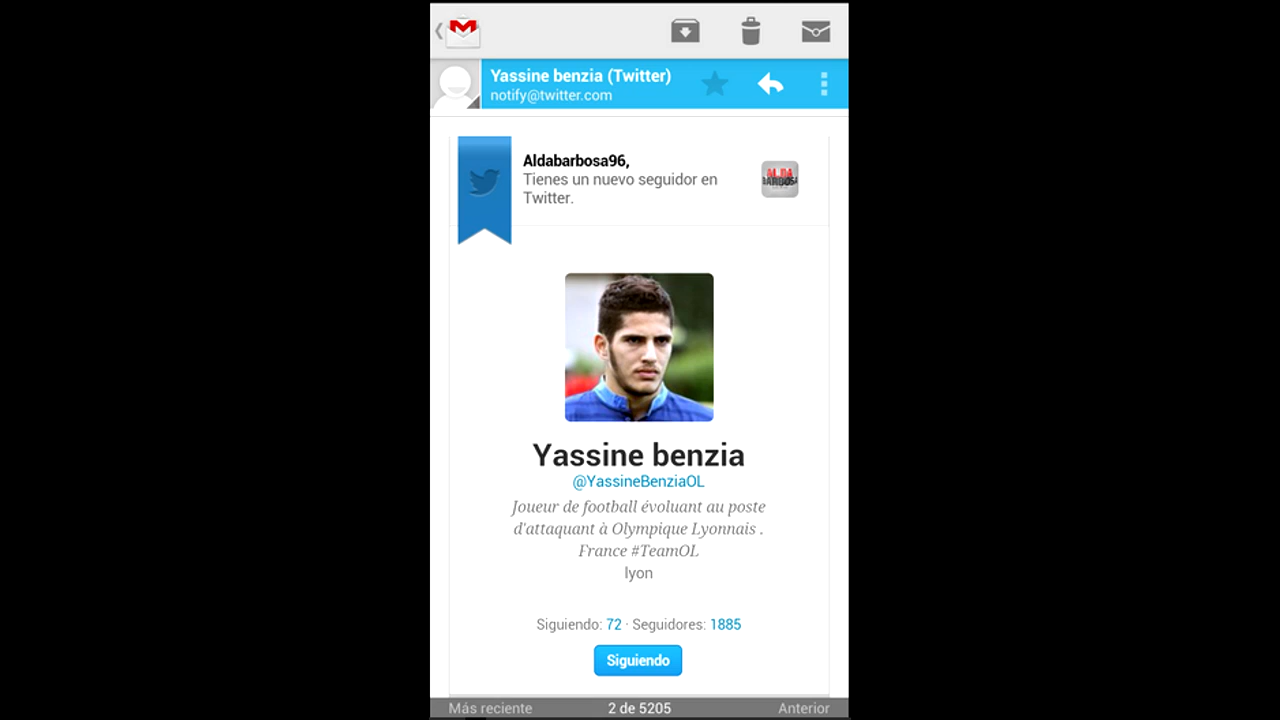 Yassine benzia (Twitter)
notify@twitter.com
Aldabarbosa96,
Tienes un nuevo seguidor en
Twitter.
ALDA
BARBOSA
Yassine benzia
@YassineBenziaOL
Joueur de football évoluant au poste
d'attaquant à Olympique Lyonnais .
France #TeamOL
lyon
Siguiendo: 72 · Seguidores: 1885
Siguiendo
Más reciente 2 de 5205 Anterior